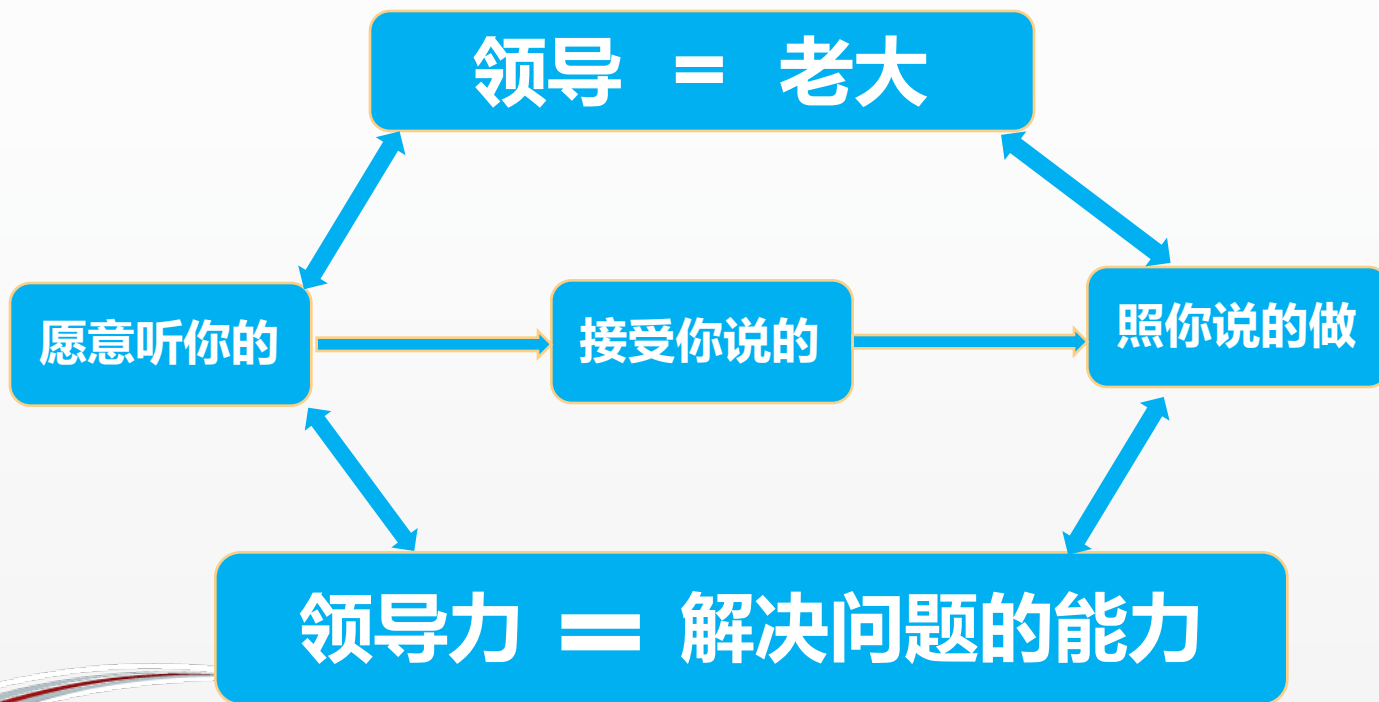 领导 = 老大
愿意听你的
接受你说的
照你说的做
领导力 = 解决问题的能力